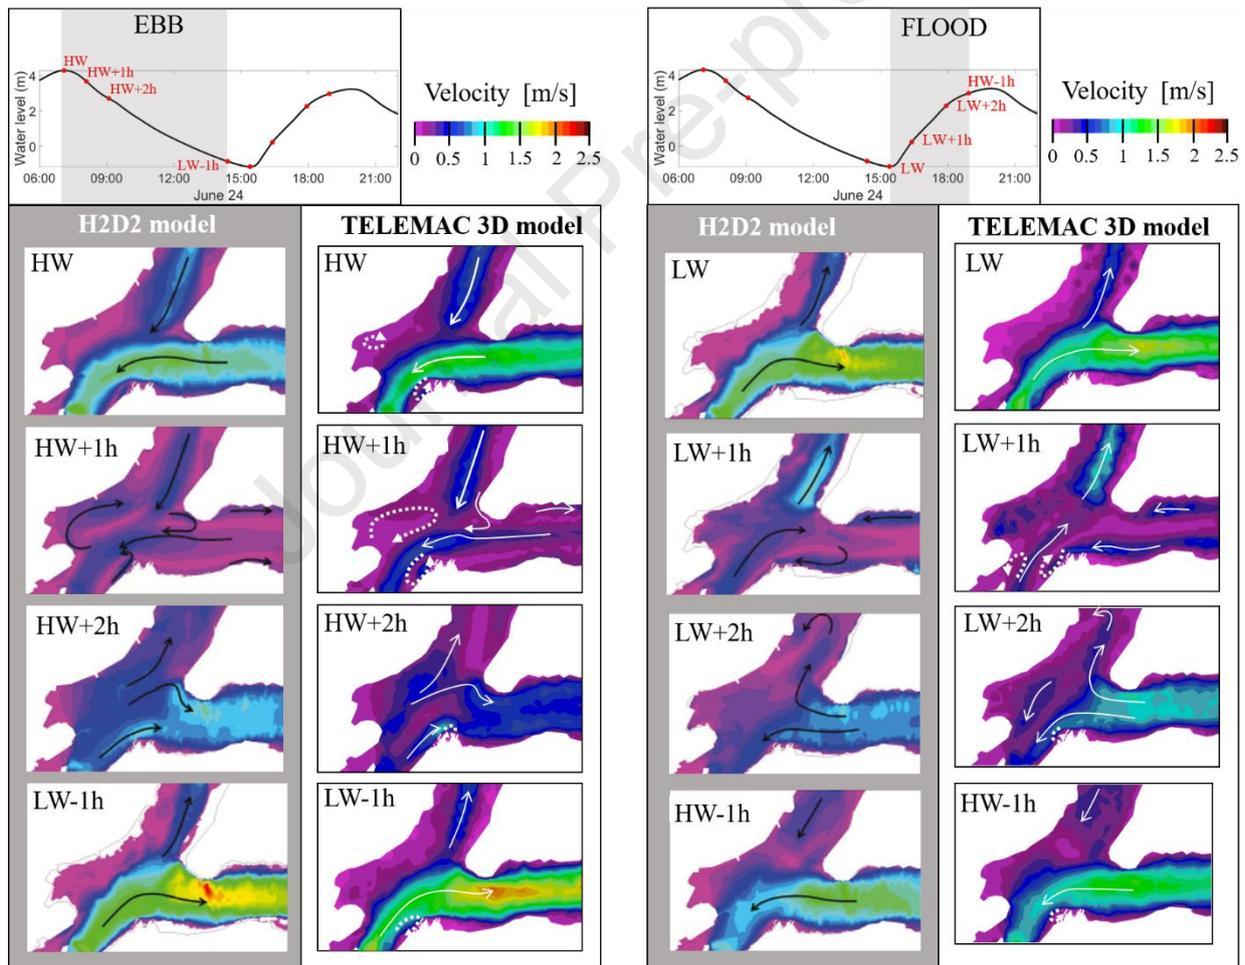 EBB
Water level (m)
4
2
0
HW
HW+1h
HW+2h
LW-1h
06:00 09:00 12:00 15:00 18:00 21:00
June 24
Velocity [m/s]
0 0.5 1 1.5 2 2.5
H2D2 model
TELEMAC 3D model
HW
HW
HW+1h
HW+1h
HW+2h
HW+2h
LW-1h
LW-1h
FLOOD
Water level (m)
4
2
0
HW-1h
LW+2h
LW+1h
LW
06:00 09:00 12:00 15:00 18:00 21:00
June 24
Velocity [m/s]
0 0.5 1 1.5 2 2.5
H2D2 model
TELEMAC 3D model
LW
LW
LW+1h
LW+1h
LW+2h
LW+2h
HW-1h
HW-1h
Journal Pre-pro